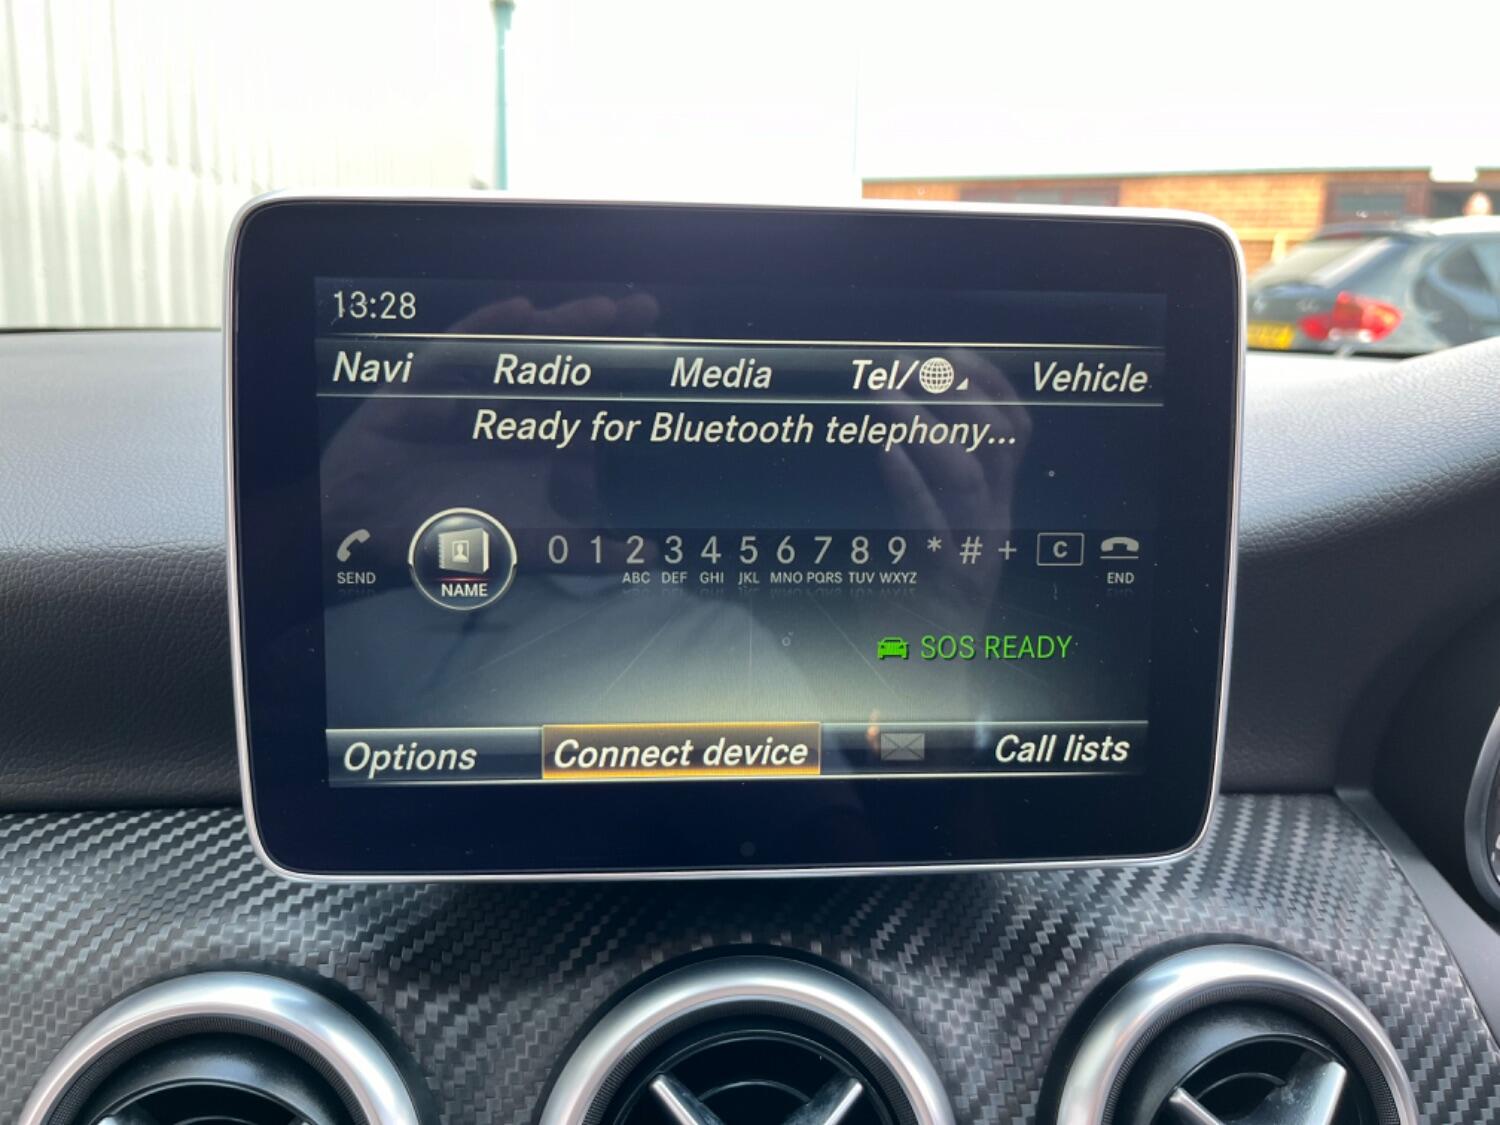 13:28
Navi Radio Media Tel/ Vehicle
Ready for Bluetooth telephony...
0 1 2 3 4 5 6 7 8 9 * # + C
SEND NAME ABC DEF GHI JKL MNO PQRS TUV WXYZ END
SOS READY
Options Connect device Call lists